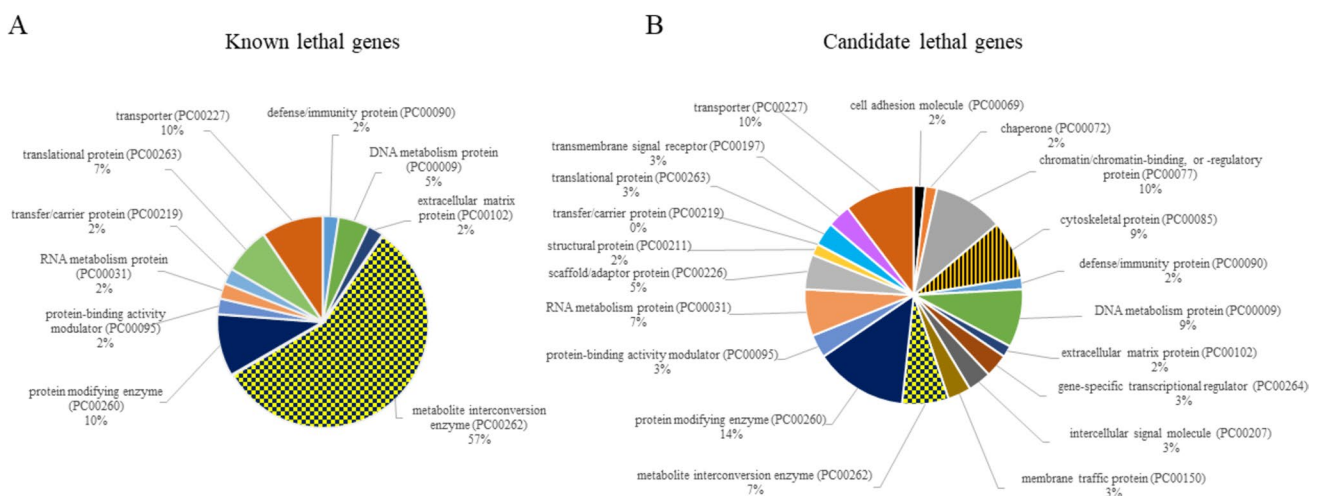 A
Known lethal genes
transporter (PC00227)
10%
defense/immunity protein (PC00090)
2%
translational protein (PC00263)
7%
DNA metabolism protein
(PC00009)
5%
transfer/carrier protein (PC00219)
2%
extracellular matrix
protein (PC00102)
2%
RNA metabolism protein
(PC00031)
2%
protein-binding activity
modulator (PC00095)
2%
protein modifying enzyme
(PC00260)
10%
metabolite interconversion
enzyme (PC00262)
57%
B
Candidate lethal genes
transporter (PC00227)
10%
cell adhesion molecule (PC00069)
2%
chaperone (PC00072)
2%
transmembrane signal receptor (PC00197)
3%
chromatin/chromatin-binding, or -regulatory
protein (PC00077)
10%
translational protein (PC00263)
3%
transfer/carrier protein (PC00219)
0%
cytoskeletal protein (PC00085)
9%
structural protein (PC00211)
2%
defense/immunity protein (PC00090)
2%
scaffold/adaptor protein (PC00226)
5%
RNA metabolism protein (PC00031)
7%
DNA metabolism protein (PC00009)
9%
protein-binding activity modulator (PC00095)
3%
extracellular matrix protein (PC00102)
2%
gene-specific transcriptional regulator (PC00264)
3%
protein modifying enzyme (PC00260)
14%
intercellular signal molecule (PC00207)
3%
metabolite interconversion enzyme (PC00262)
7%
membrane traffic protein (PC00150)
3%